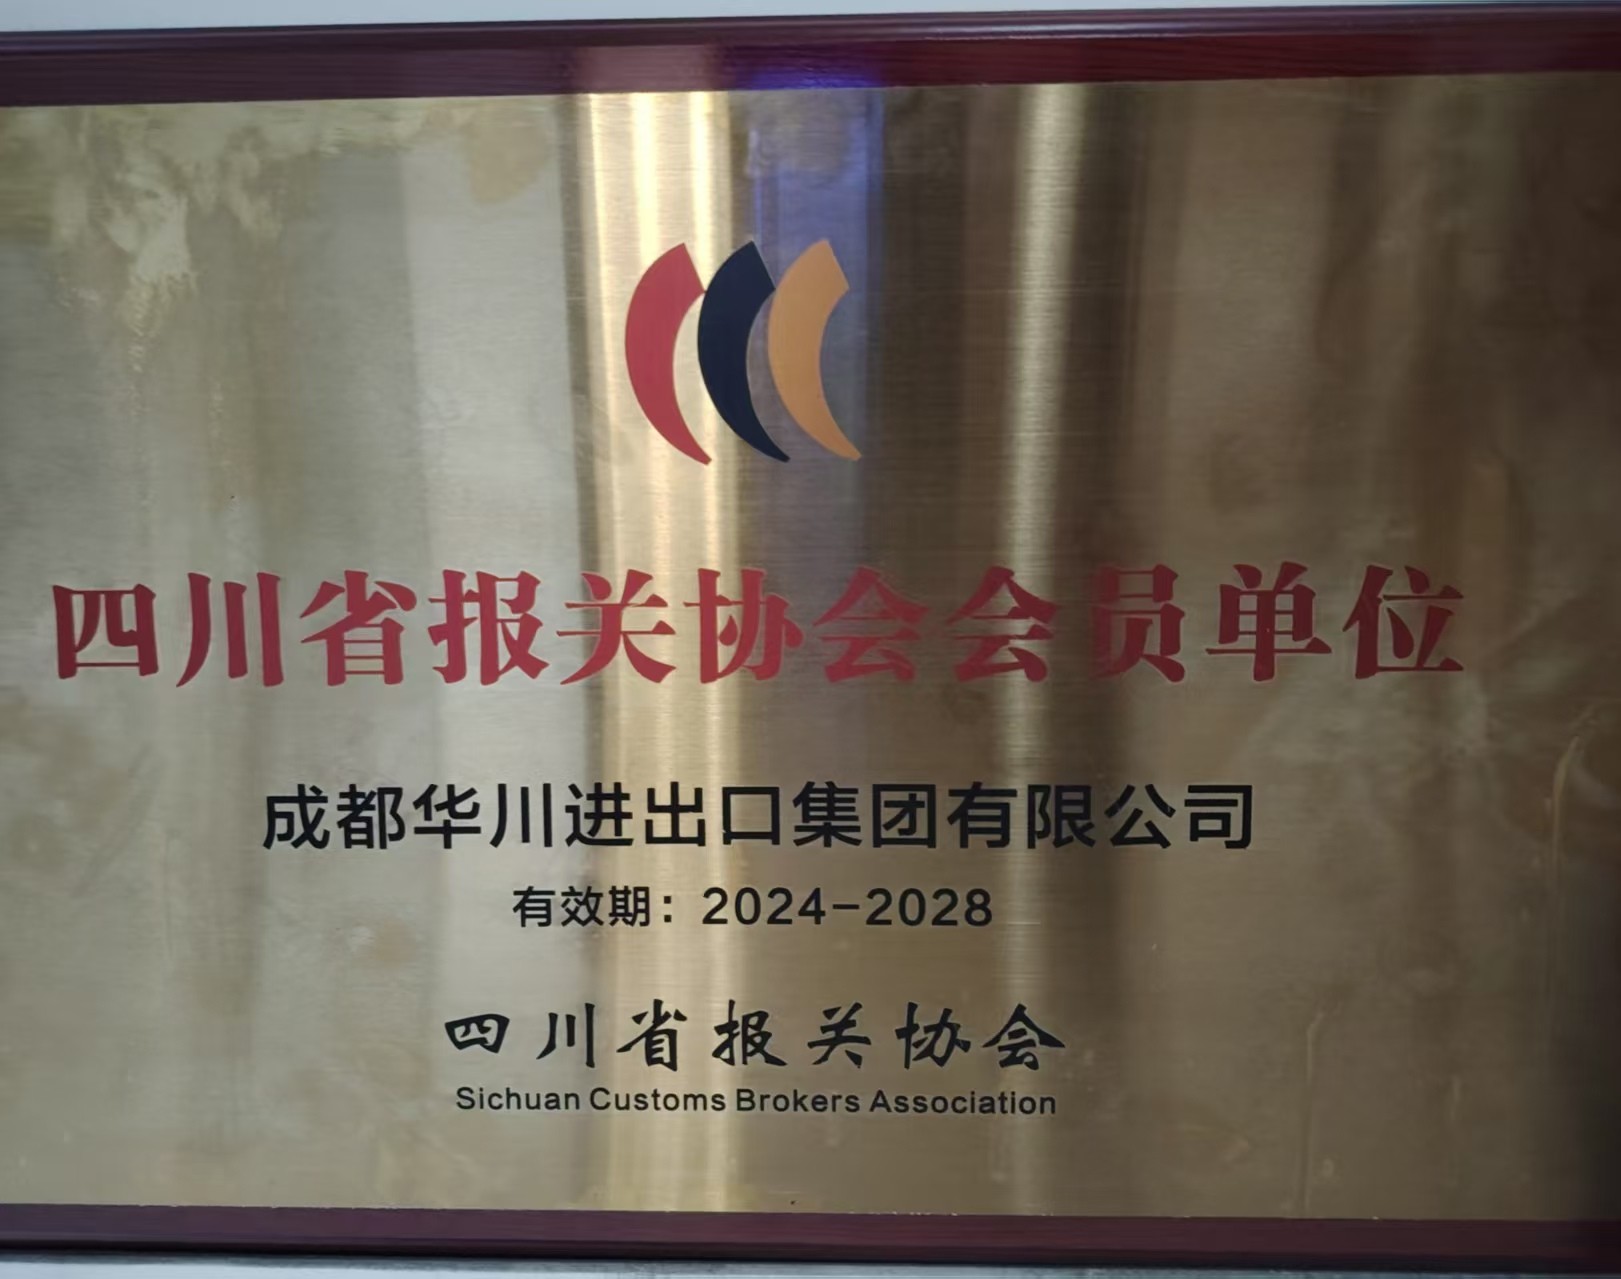 四川省报关协会会员单位
成都华川进出口集团有限公司
有效期：2024-2028
四川省报关协会
Sichuan Customs Brokers Association